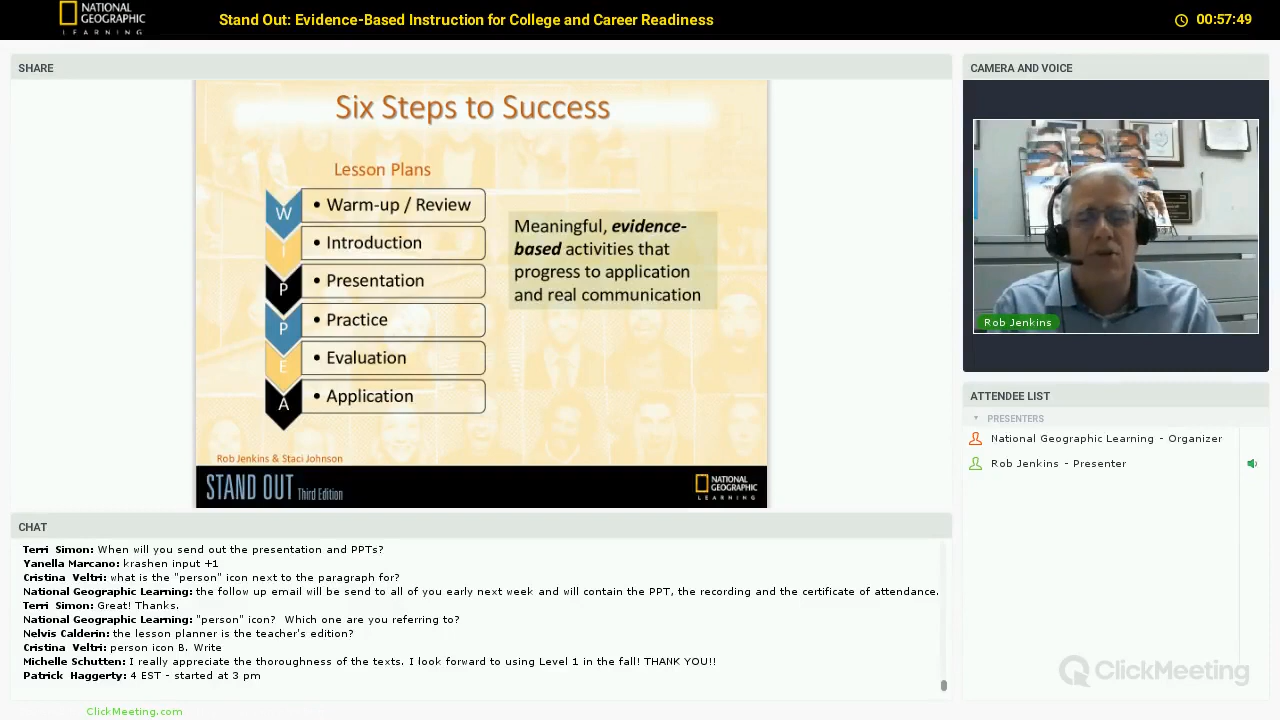 NATIONAL
GEOGRAPHIC
LEARNING
Stand Out: Evidence-Based Instruction for College and Career Readiness
00:57:49
SHARE
Six Steps to Success
Lesson Plans
W • Warm-up / Review
I • Introduction
P • Presentation
P • Practice
E • Evaluation
A • Application
Meaningful, evidence-
based activities that
progress to application
and real communication
Rob Jenkins & Staci Johnson
STAND OUT Third Edition
NATIONAL
GEOGRAPHIC
LEARNING
CAMERA AND VOICE
Rob Jenkins
ATTENDEE LIST
PRESENTERS
National Geographic Learning - Organizer
Rob Jenkins - Presenter
CHAT
Terri Simon: When will you send out the presentation and PPTs?
Yanella Marcano: krashen input +1
Cristina Veltri: what is the "person" icon next to the paragraph for?
National Geographic Learning: the follow up email will be send to all of you early next week and will contain the PPT, the recording and the certificate of attendance.
Terri Simon: Great! Thanks.
National Geographic Learning: "person" icon? Which one are you referring to?
Nelvis Calderin: the lesson planner is the teacher's edition?
Cristina Veltri: person icon B. Write
Michelle Schutten: I really appreciate the thoroughness of the texts. I look forward to using Level 1 in the fall! THANK YOU!!
Patrick Haggerty: 4 EST - started at 3 pm
ClickMeeting
ClickMeeting.com